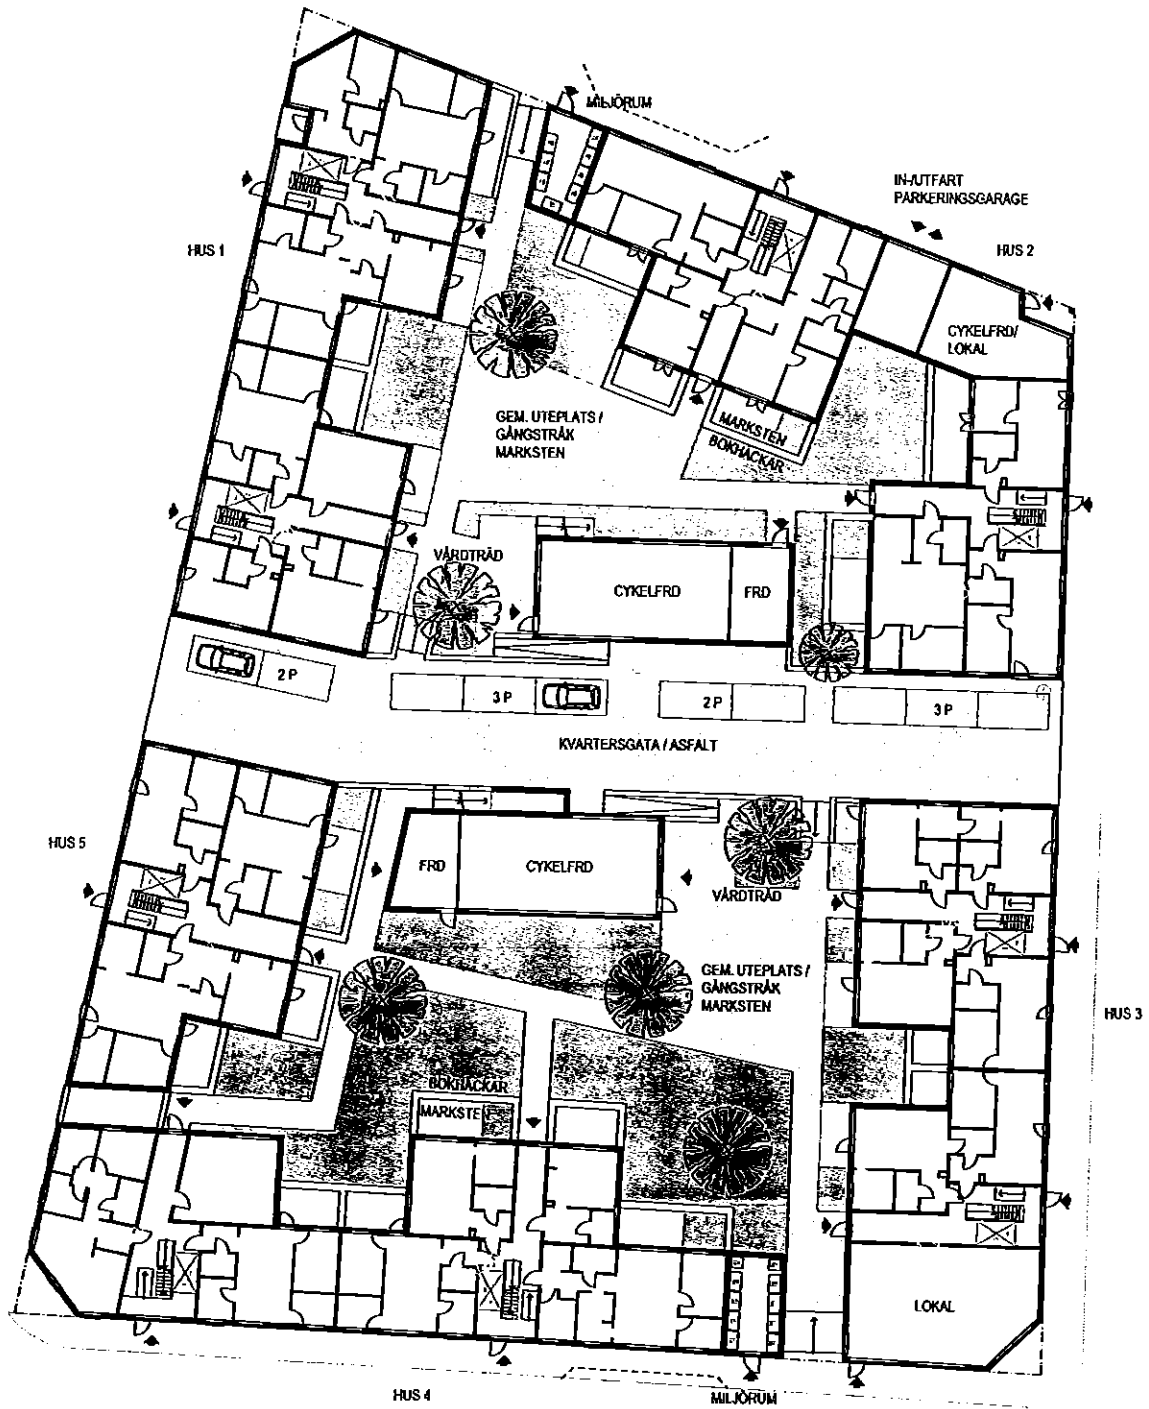 MILJÖRUM
IN-/UTFART
PARKERINGSGARAGE
HUS 1
HUS 2
CYKELFRD/
LOKAL
GEM. UTEPLATS /
GÅNGSTRÅK
MARKSTEN
MARKSTEN
BOKHÄCKAR
VÅRDTRÄD
CYKELFRD
FRD
2 P
3 P
2 P
3 P
KVARTERSGATA / ASFALT
HUS 5
FRD
CYKELFRD
VÅRDTRÄD
GEM. UTEPLATS /
GÅNGSTRÅK
MARKSTEN
HUS 3
BOKHÄCKAR
MARKSTEN
LOKAL
HUS 4
MILJÖRUM